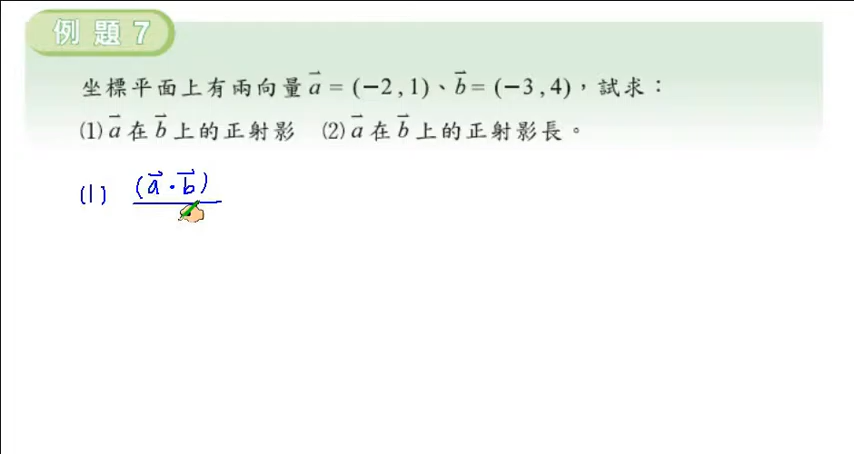 例題 7
坐標平面上有兩向量 a⃗ = (−2 , 1)、b⃗ = (−3 , 4)，試求：
(1) a⃗ 在 b⃗ 上的正射影 (2) a⃗ 在 b⃗ 上的正射影長。
(1) (a⃗ · b⃗)